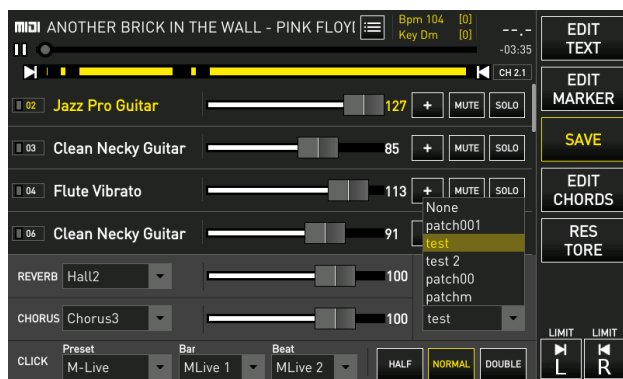 MIDI ANOTHER BRICK IN THE WALL - PINK FLOY
Bpm 104 [0]
Key Dm [0]
--.-
-03:35
CH 2.1
02 Jazz Pro Guitar 127 + MUTE SOLO
03 Clean Necky Guitar 85 + MUTE SOLO
04 Flute Vibrato 113 + MUTE SOLO
06 Clean Necky Guitar 91
None
patch001
test
test 2
patch00
patchm
test
REVERB Hall2 100
CHORUS Chorus3 100
Preset Bar Beat
CLICK M-Live MLive 1 MLive 2 HALF NORMAL DOUBLE
EDIT
TEXT
EDIT
MARKER
SAVE
EDIT
CHORDS
RES
TORE
LIMIT LIMIT
L R